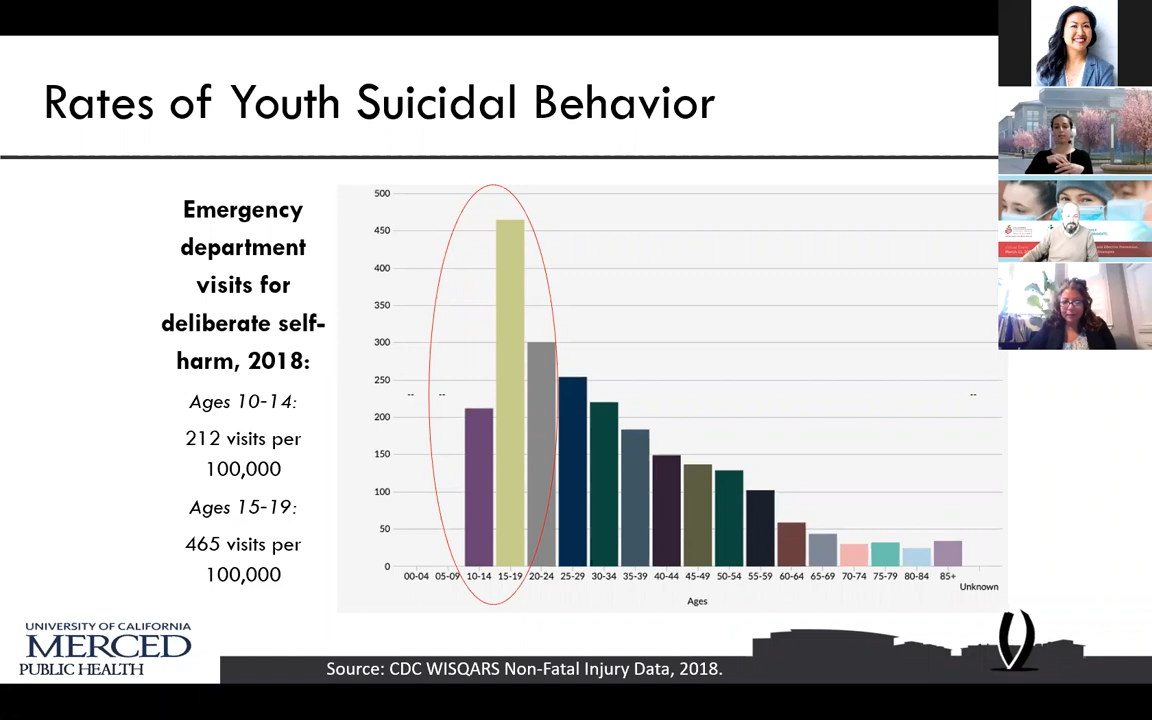 Rates of Youth Suicidal Behavior
Emergency
department
visits for
deliberate self-
harm, 2018:
Ages 10-14:
212 visits per
100,000
Ages 15-19:
465 visits per
100,000
500
450
400
350
300
250
-- -- --
200
150
100
50
0
00-04 05-09 10-14 15-19 20-24 25-29 30-34 35-39 40-44 45-49 50-54 55-59 60-64 65-69 70-74 75-79 80-84 85+
Unknown
Ages
UNIVERSITY OF CALIFORNIA
MERCED
PUBLIC HEALTH
Source: CDC WISQARS Non-Fatal Injury Data, 2018.